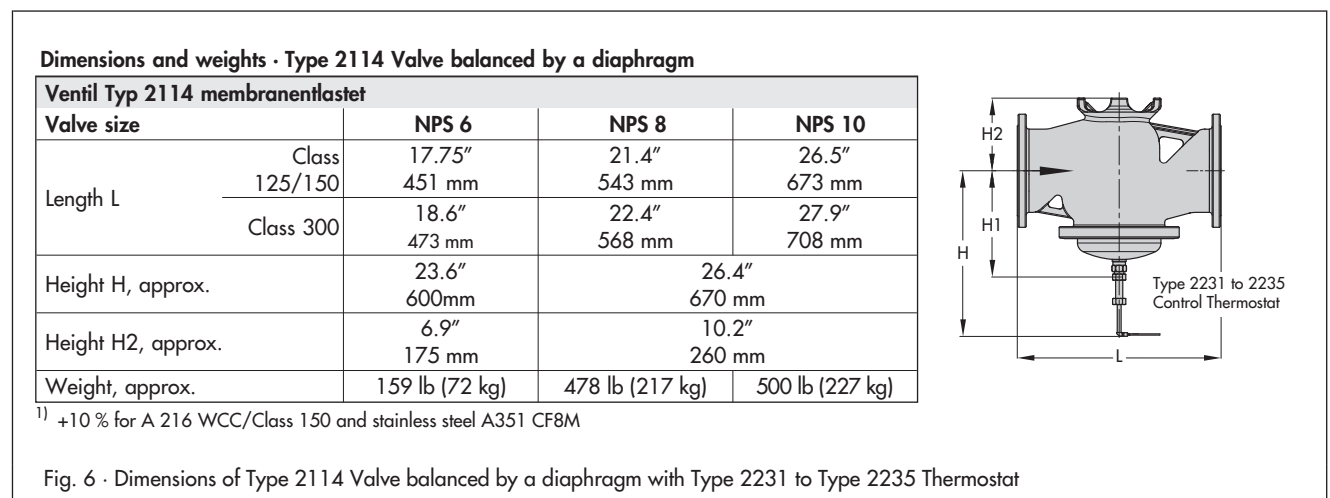 Dimensions and weights · Type 2114 Valve balanced by a diaphragm
Ventil Typ 2114 membranentlastet
Valve size NPS 6 NPS 8 NPS 10
Length L
Class 125/150
17.75″ 21.4″ 26.5″
451 mm 543 mm 673 mm
Class 300
18.6″ 22.4″ 27.9″
473 mm 568 mm 708 mm
Height H, approx.
23.6″ 26.4″
600mm 670 mm
Height H2, approx.
6.9″ 10.2″
175 mm 260 mm
Weight, approx. 159 lb (72 kg) 478 lb (217 kg) 500 lb (227 kg)
1) +10 % for A 216 WCC/Class 150 and stainless steel A351 CF8M
H2
H1
H
Type 2231 to 2235
Control Thermostat
L
Fig. 6 · Dimensions of Type 2114 Valve balanced by a diaphragm with Type 2231 to Type 2235 Thermostat